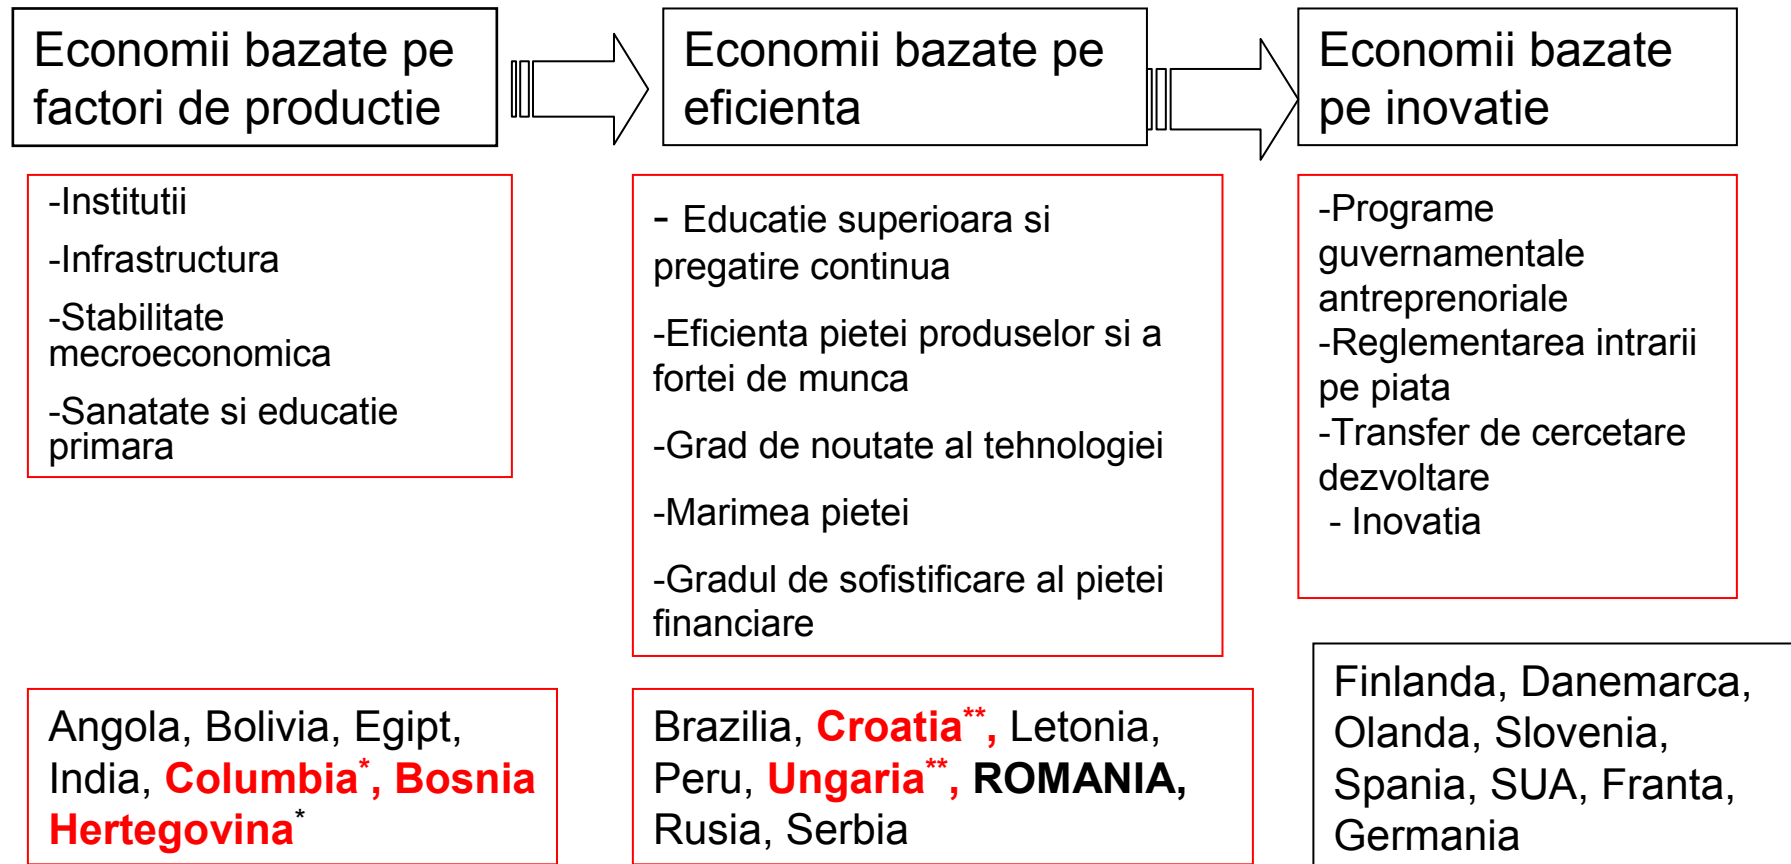 Economii bazate pe
factori de productie
Economii bazate pe
eficienta
Economii bazate
pe inovatie
-Institutii
-Infrastructura
-Stabilitate
mecroeconomica
-Sanatate si educatie
primara
- Educatie superioara si
pregatire continua
-Eficienta pietei produselor si a
fortei de munca
-Grad de noutate al tehnologiei
-Marimea pietei
-Gradul de sofistificare al pietei
financiare
-Programe
guvernamentale
antreprenoriale
-Reglementarea intrarii
pe piata
-Transfer de cercetare
dezvoltare
- Inovatia
Angola, Bolivia, Egipt,
India, Columbia*, Bosnia
Hertegovina*
Brazilia, Croatia**, Letonia,
Peru, Ungaria**, ROMANIA,
Rusia, Serbia
Finlanda, Danemarca,
Olanda, Slovenia,
Spania, SUA, Franta,
Germania